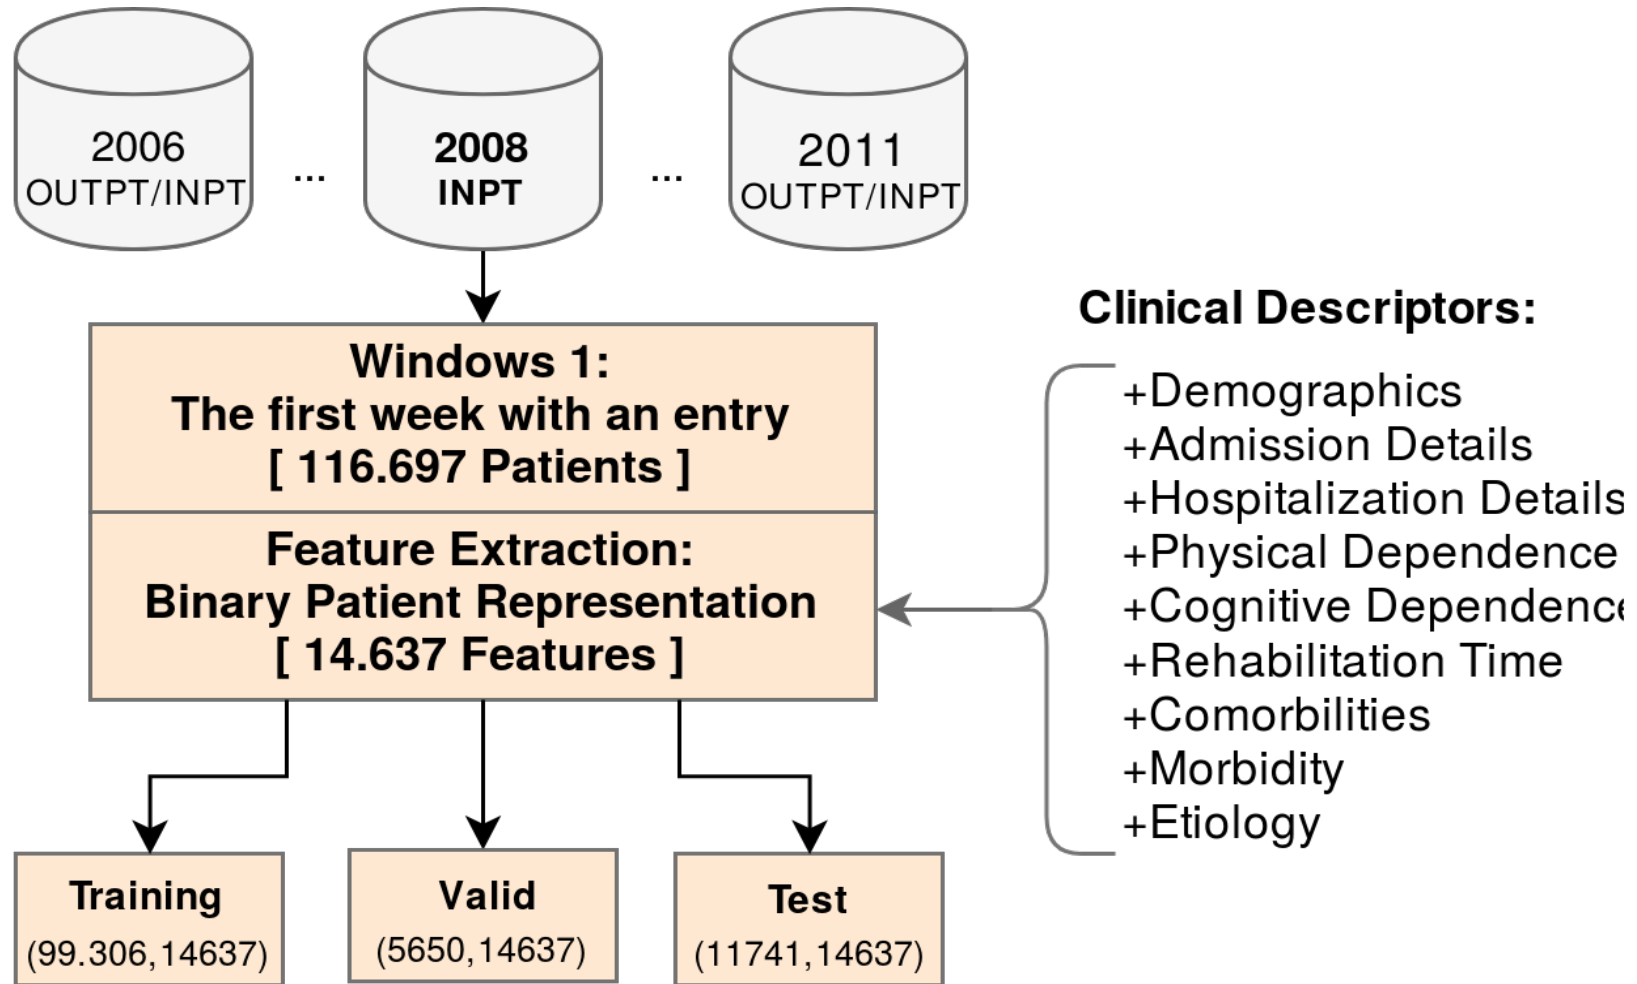 2006
OUTPT/INPT
...
2008
INPT
...
2011
OUTPT/INPT
Windows 1:
The first week with an entry
[ 116.697 Patients ]
Feature Extraction:
Binary Patient Representation
[ 14.637 Features ]
Clinical Descriptors:
+Demographics
+Admission Details
+Hospitalization Details
+Physical Dependence
+Cognitive Dependence
+Rehabilitation Time
+Comorbilities
+Morbidity
+Etiology
Training
(99.306,14637)
Valid
(5650,14637)
Test
(11741,14637)